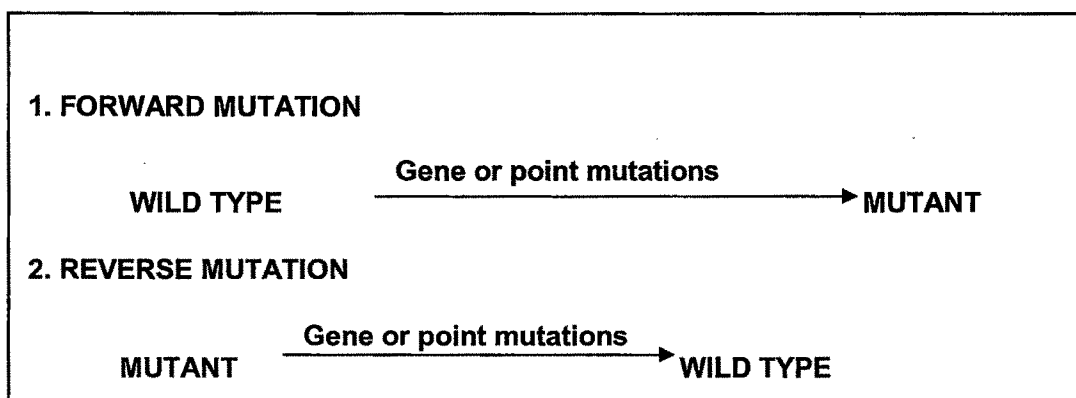 1. FORWARD MUTATION
Gene or point mutations
WILD TYPE MUTANT
2. REVERSE MUTATION
Gene or point mutations
MUTANT WILD TYPE